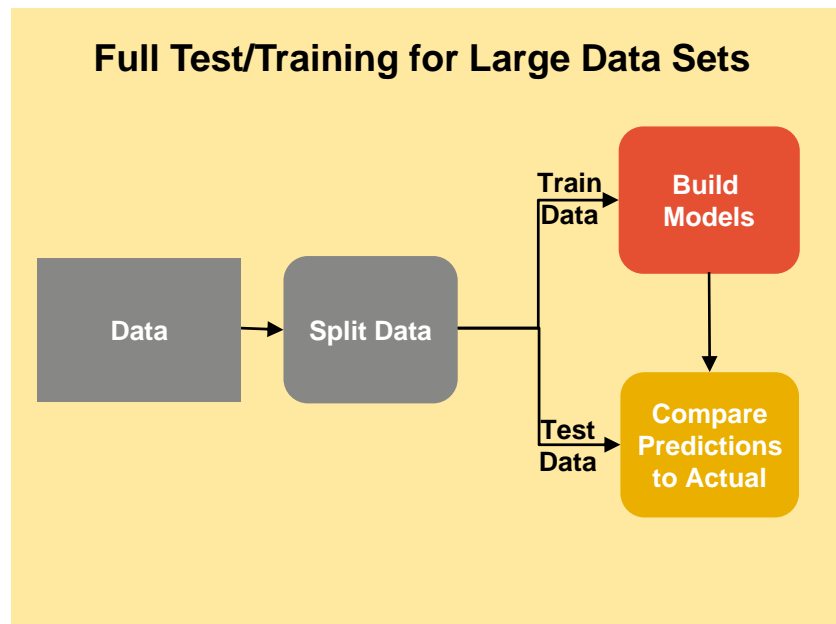 Full Test/Training for Large Data Sets
Train
Data
Build
Models
Data
Split Data
Test
Data
Compare
Predictions
to Actual